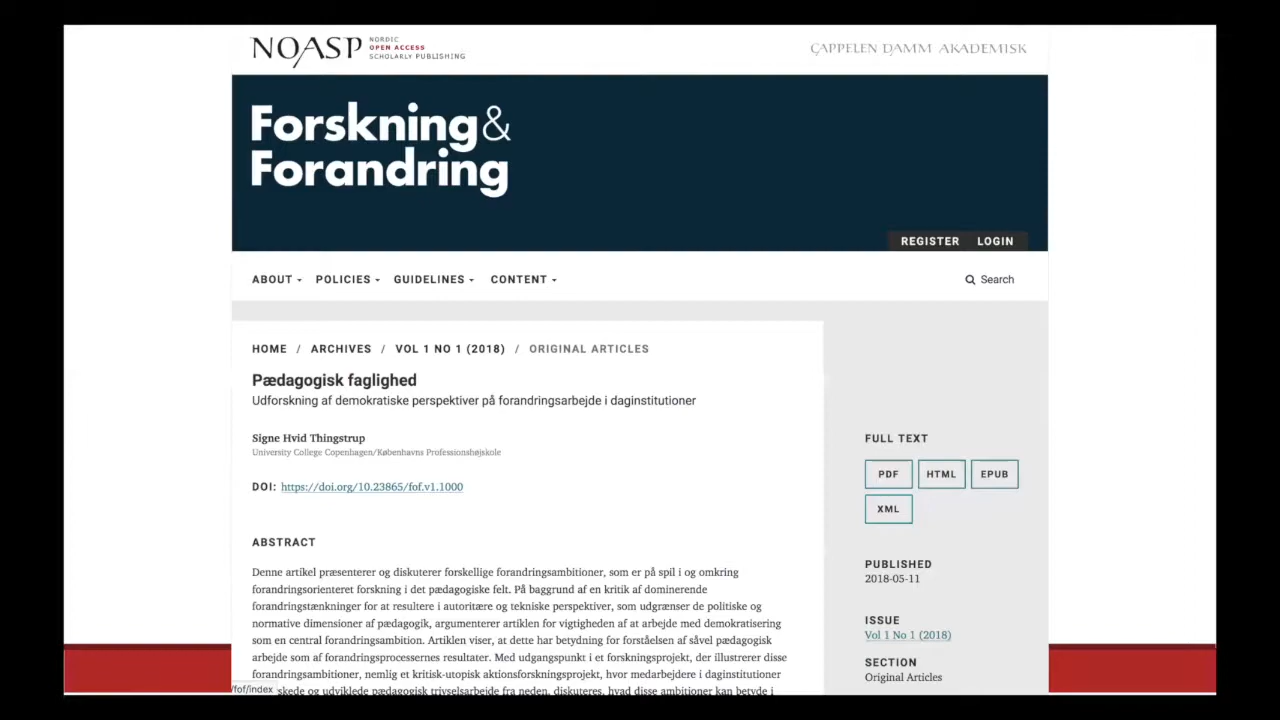 NOASP NORDIC
OPEN ACCESS
SCHOLARLY PUBLISHING
CAPPELEN DAMM AKADEMISK
Forskning&
Forandring
REGISTER LOGIN
ABOUT POLICIES GUIDELINES CONTENT Search
HOME / ARCHIVES / VOL 1 NO 1 (2018) / ORIGINAL ARTICLES
Pædagogisk faglighed
Udforskning af demokratiske perspektiver på forandringsarbejde i daginstitutioner
Signe Hvid Thingstrup
University College Copenhagen/Københavns Professionshøjskole
DOI: https://doi.org/10.23865/fof.v1.1000
ABSTRACT
Denne artikel præsenterer og diskuterer forskellige forandringsambitioner, som er på spil i og omkring
forandringsorienteret forskning i det pædagogiske felt. På baggrund af en kritik af dominerende
forandringstænkninger for at resultere i autoritære og tekniske perspektiver, som udgrænser de politiske og
normative dimensioner af pædagogik, argumenterer artiklen for vigtigheden af at arbejde med demokratisering
som en central forandringsambition. Artiklen viser, at dette har betydning for forståelsen af såvel pædagogisk
arbejde som af forandringsprocessernes resultater. Med udgangspunkt i et forskningsprojekt, der illustrerer disse
forandringsambitioner, nemlig et kritisk-utopisk aktionsforskningsprojekt, hvor medarbejdere i daginstitutioner
skede og udviklede pædagogisk trivselsarbejde fra neden, diskuteres, hvad disse ambitioner kan betyde i
/fof/index
FULL TEXT
PDF HTML EPUB
XML
PUBLISHED
2018-05-11
ISSUE
Vol 1 No 1 (2018)
SECTION
Original Articles